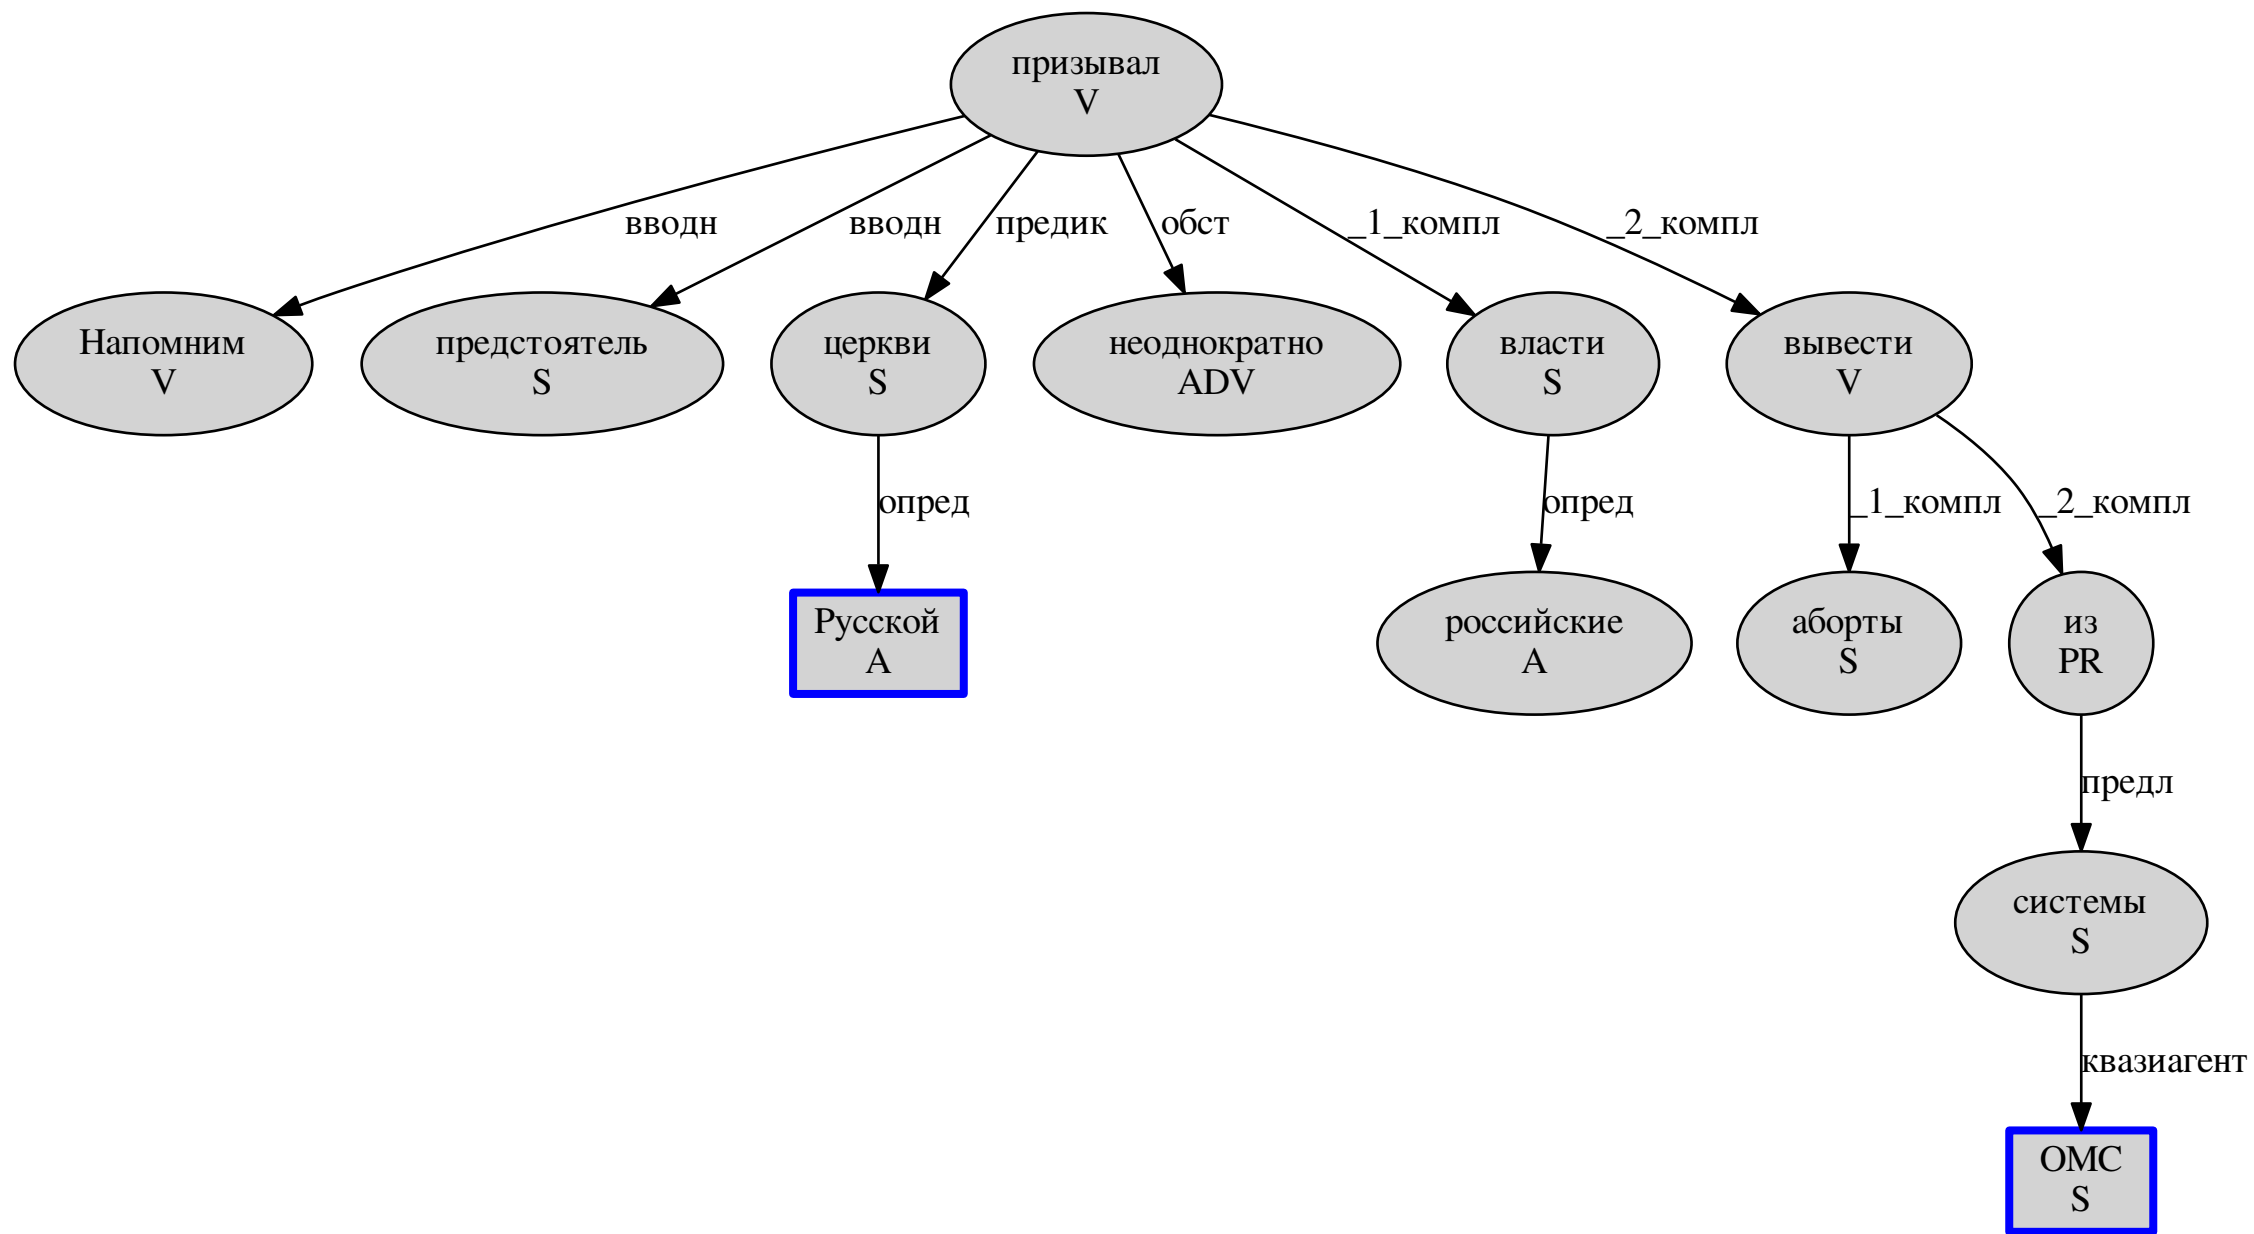 призывал
V
вводн
вводн
предик
обст
_1_компл
_2_компл
Напомним
V
предстоятель
S
церкви
S
неоднократно
ADV
власти
S
вывести
V
опред
опред
_1_компл
_2_компл
Русской
A
российские
A
аборты
S
из
PR
предл
системы
S
квазиагент
ОМС
S